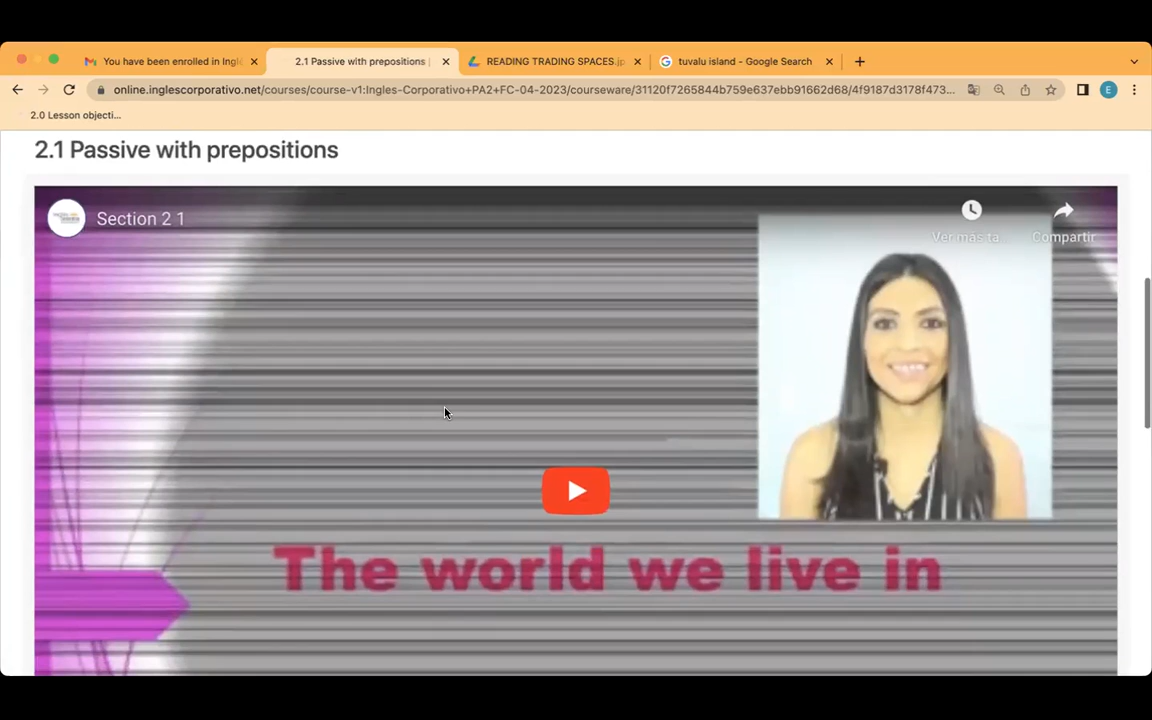 You have been enrolled in Ingl
2.1 Passive with prepositions |
READING TRADING SPACES.jp
tuvalu island - Google Search
online.inglescorporativo.net/courses/course-v1:Ingles-Corporativo+PA2+FC-04-2023/courseware/31120f7265844b759e637ebb91662d68/4f9187d3178f473...
E
2.0 Lesson objecti...
2.1 Passive with prepositions
Section 2 1
Ver más ta...
Compartir
The world we live in